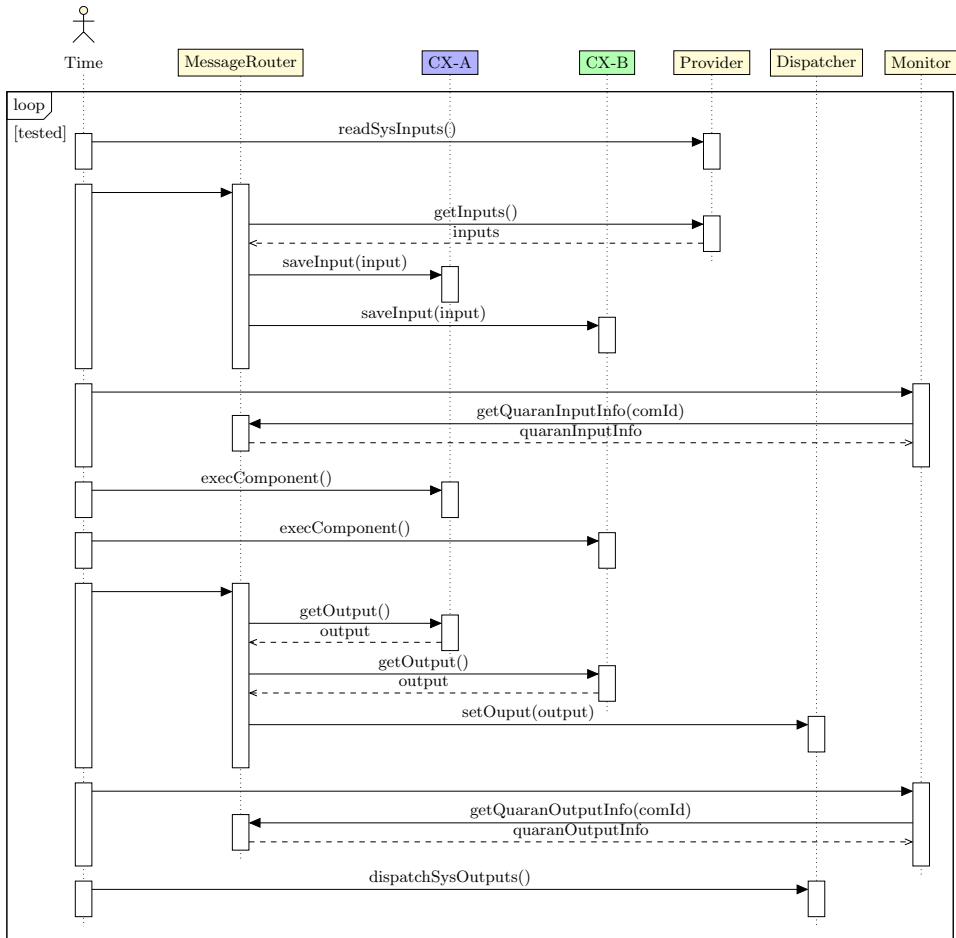 Time
MessageRouter
CX-A
CX-B
Provider
Dispatcher
Monitor
loop
[tested]
readSysInputs()
getInputs()
inputs
saveInput(input)
saveInput(input)
getQuaranInputInfo(comId)
quaranInputInfo
execComponent()
execComponent()
getOutput()
output
getOutput()
output
setOuput(output)
getQuaranOutputInfo(comId)
quaranOutputInfo
dispatchSysOutputs()